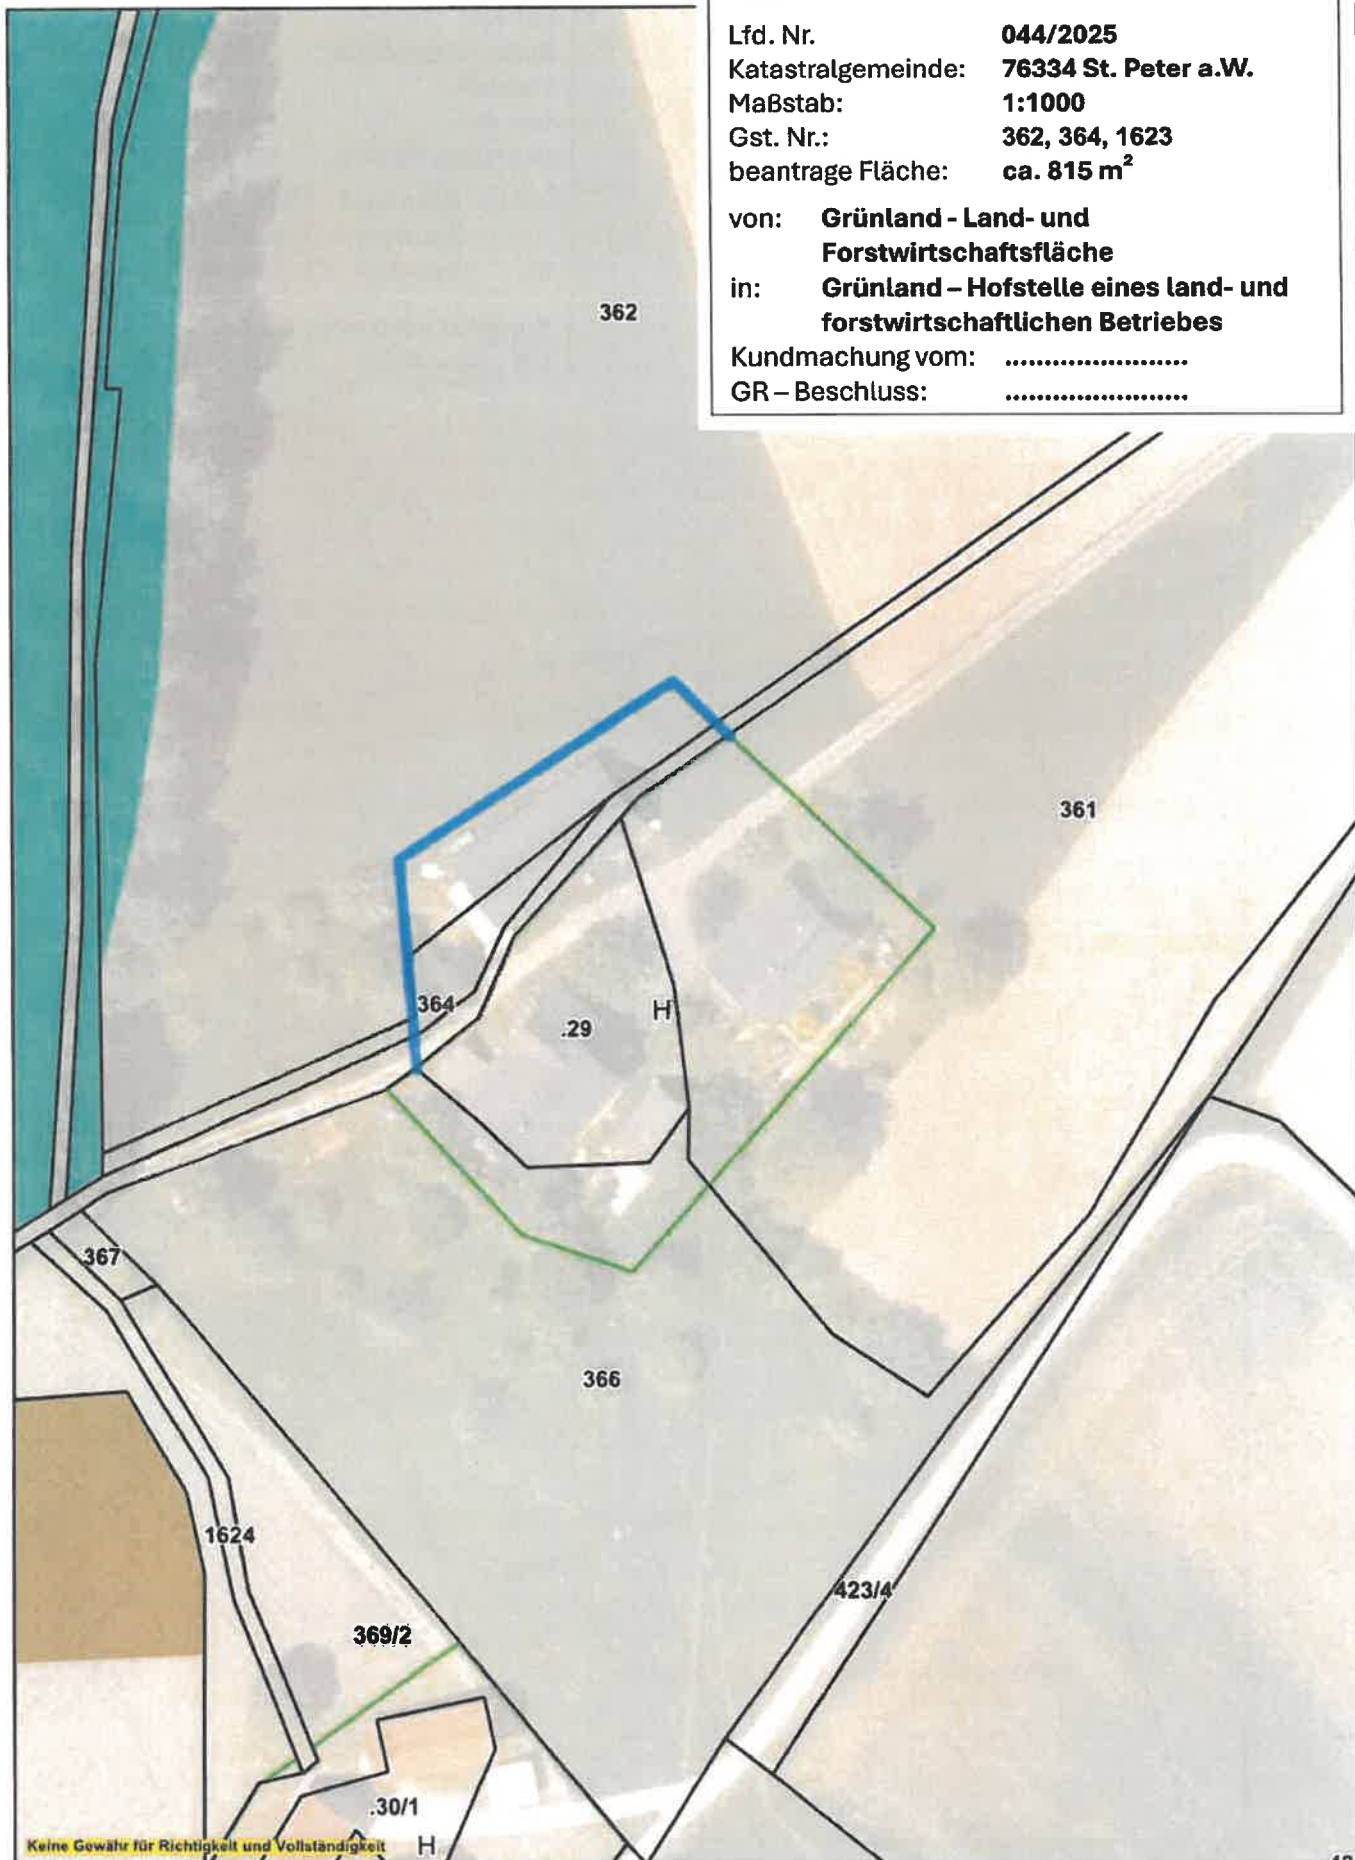 Lfd. Nr. 044/2025
Katastralgemeinde: 76334 St. Peter a.W.
Maßstab: 1:1000
Gst. Nr.: 362, 364, 1623
beantrage Fläche: ca. 815 m²
von: Grünland - Land- und
Forstwirtschaftsfläche
in: Grünland – Hofstelle eines land- und
forstwirtschaftlichen Betriebes
Kundmachung vom: .......................
GR – Beschluss: .......................
362
361
364
.29
H
367
366
1624
423/4
369/2
.30/1
H
Keine Gewähr für Richtigkeit und Vollständigkeit